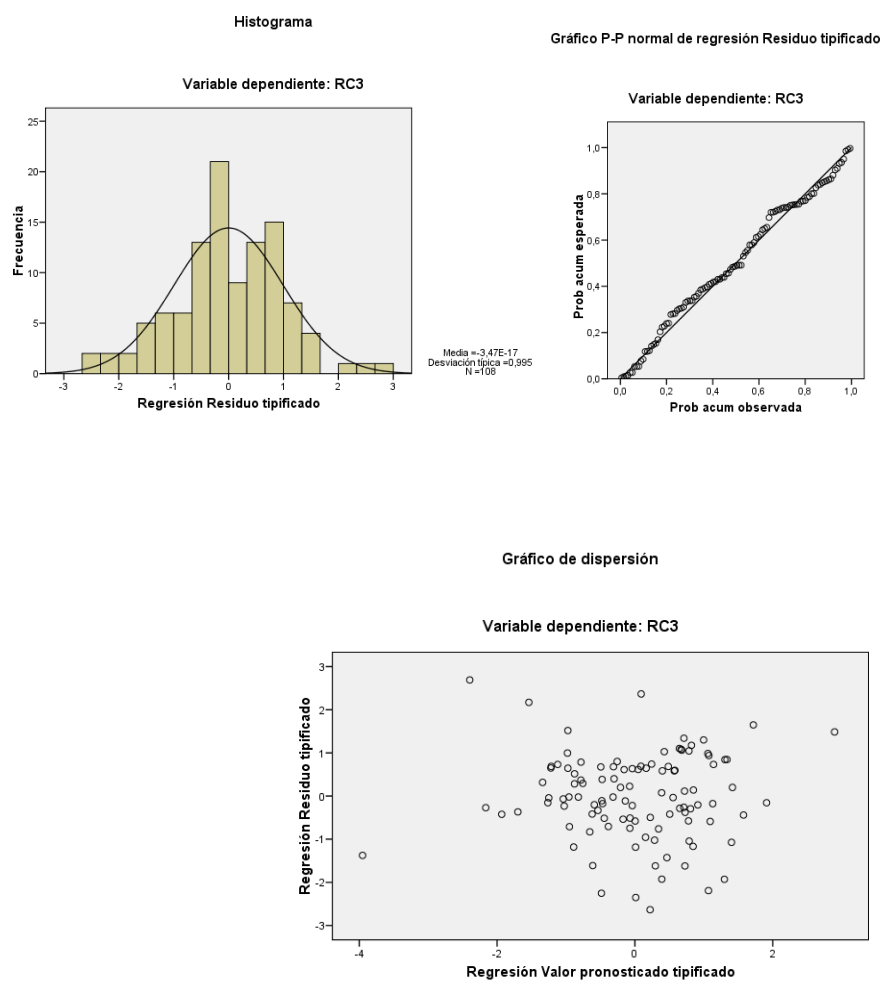 Histograma
Variable dependiente: RC3
Frecuencia
25
20
15
10
5
0
-3 -2 -1 0 1 2 3
Regresión Residuo tipificado
Media =-3,47E-17
Desviación típica =0,995
N =108
Gráfico P-P normal de regresión Residuo tipificado
Variable dependiente: RC3
Prob acum esperada
1,0
0,8
0,6
0,4
0,2
0,0
0,0 0,2 0,4 0,6 0,8 1,0
Prob acum observada
Gráfico de dispersión
Variable dependiente: RC3
Regresión Residuo tipificado
3
2
1
0
-1
-2
-3
-4 -2 0 2
Regresión Valor pronosticado tipificado